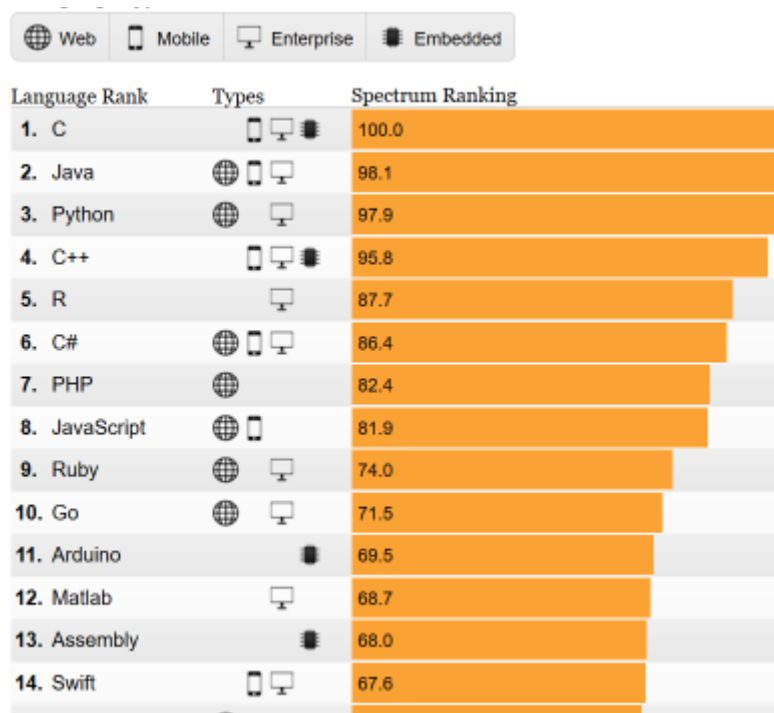 Web Mobile Enterprise Embedded
Language Rank Types Spectrum Ranking
1. C 100.0
2. Java 98.1
3. Python 97.9
4. C++ 95.8
5. R 87.7
6. C# 86.4
7. PHP 82.4
8. JavaScript 81.9
9. Ruby 74.0
10. Go 71.5
11. Arduino 69.5
12. Matlab 68.7
13. Assembly 68.0
14. Swift 67.6